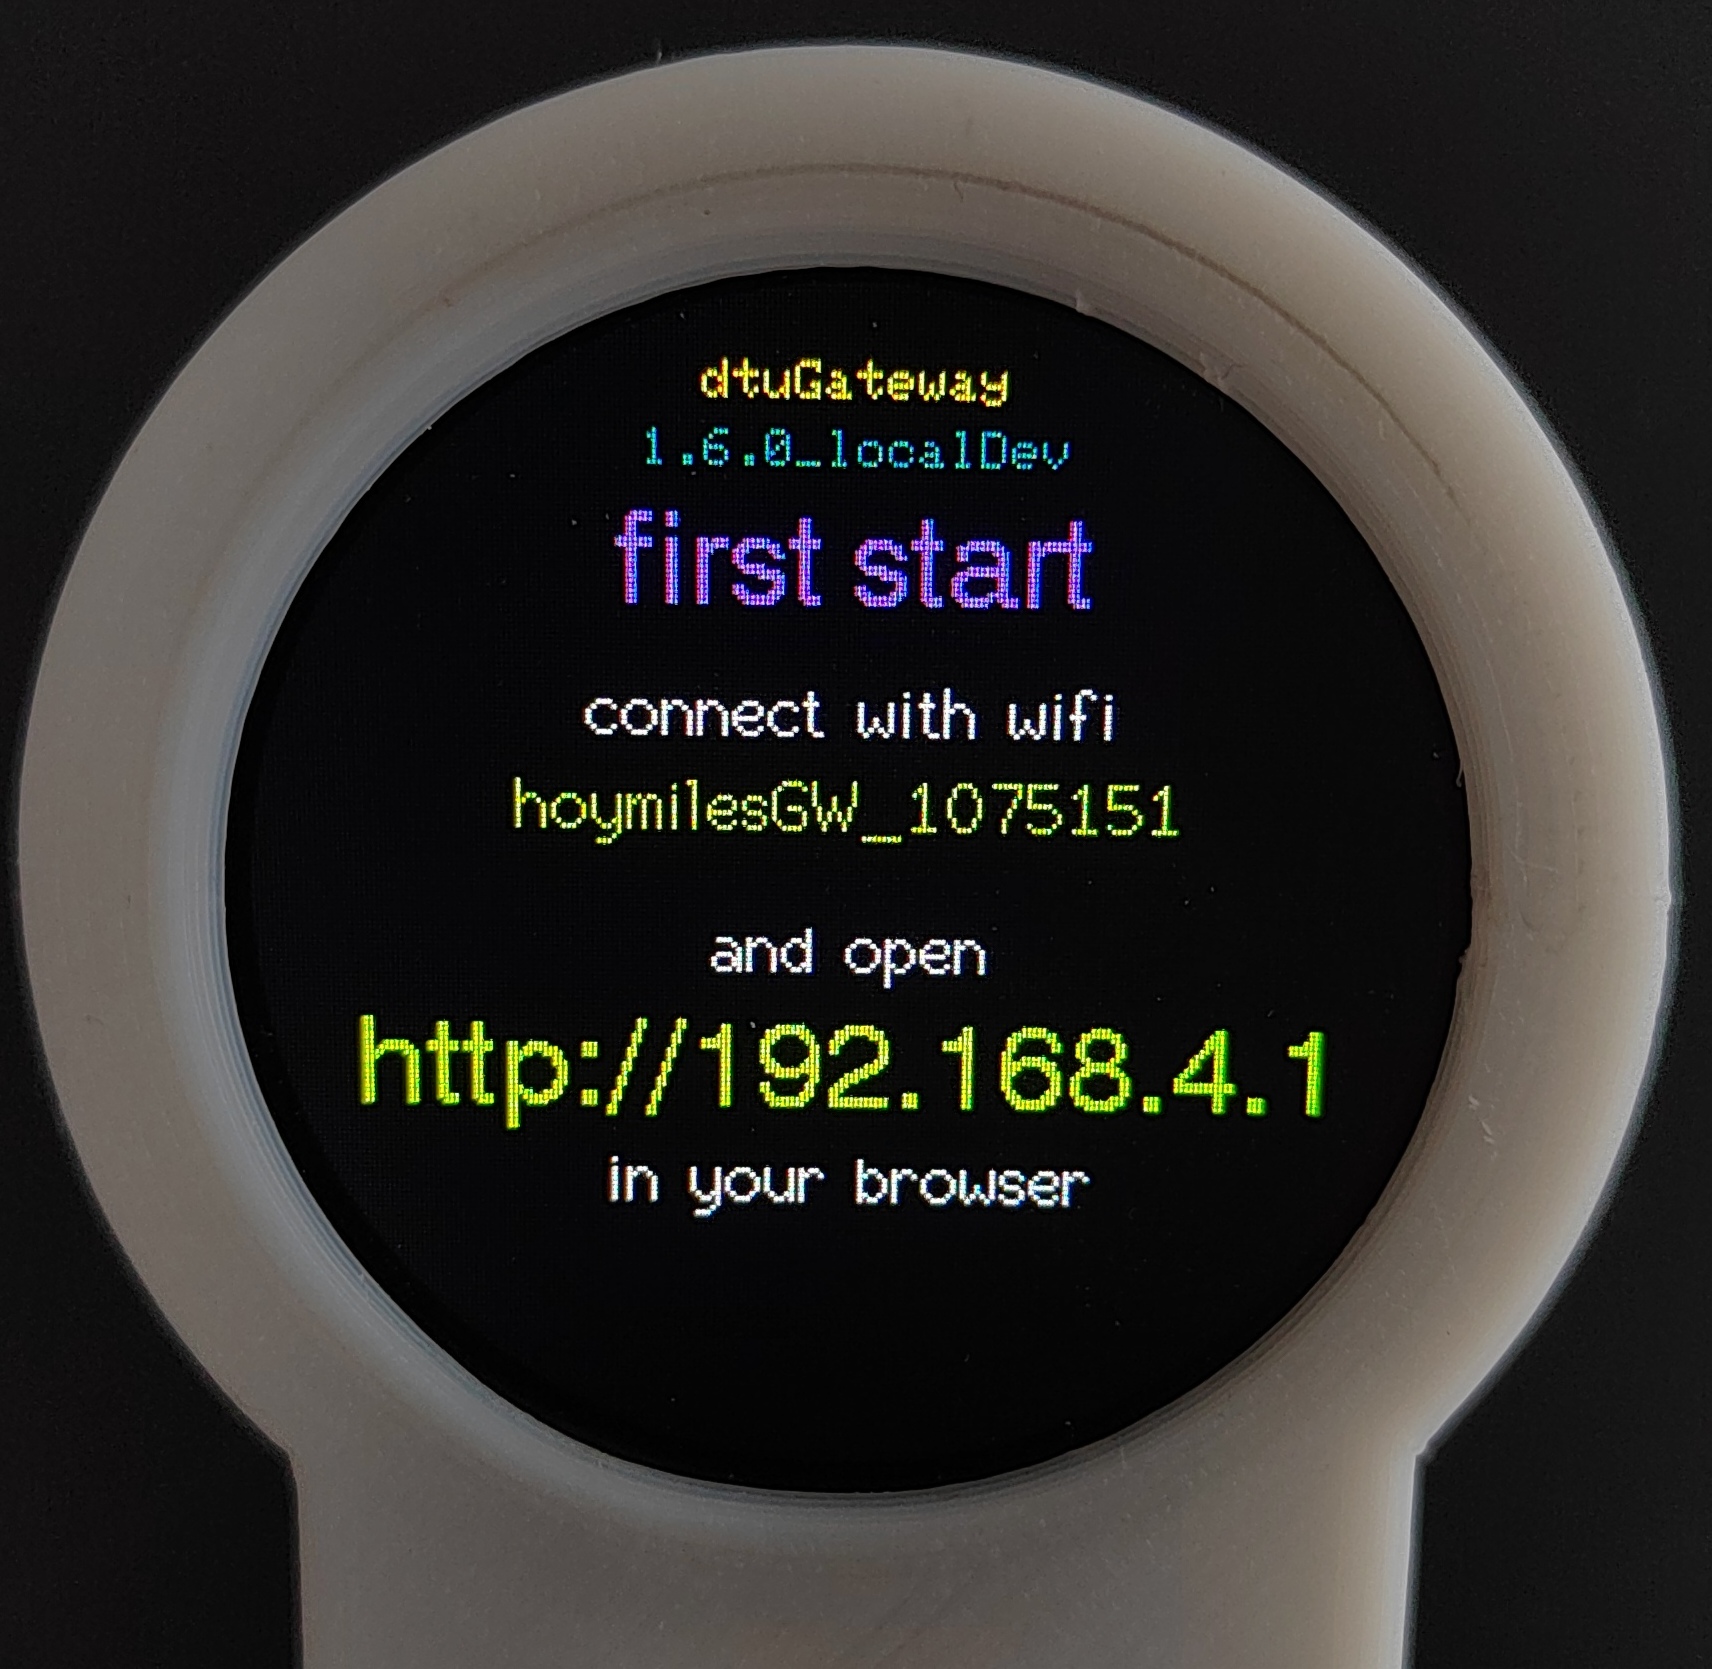 dtuGateway
1.6.0_localDev
first start
connect with wifi
hoymilesGW_1075151
and open
http://192.168.4.1
in your browser